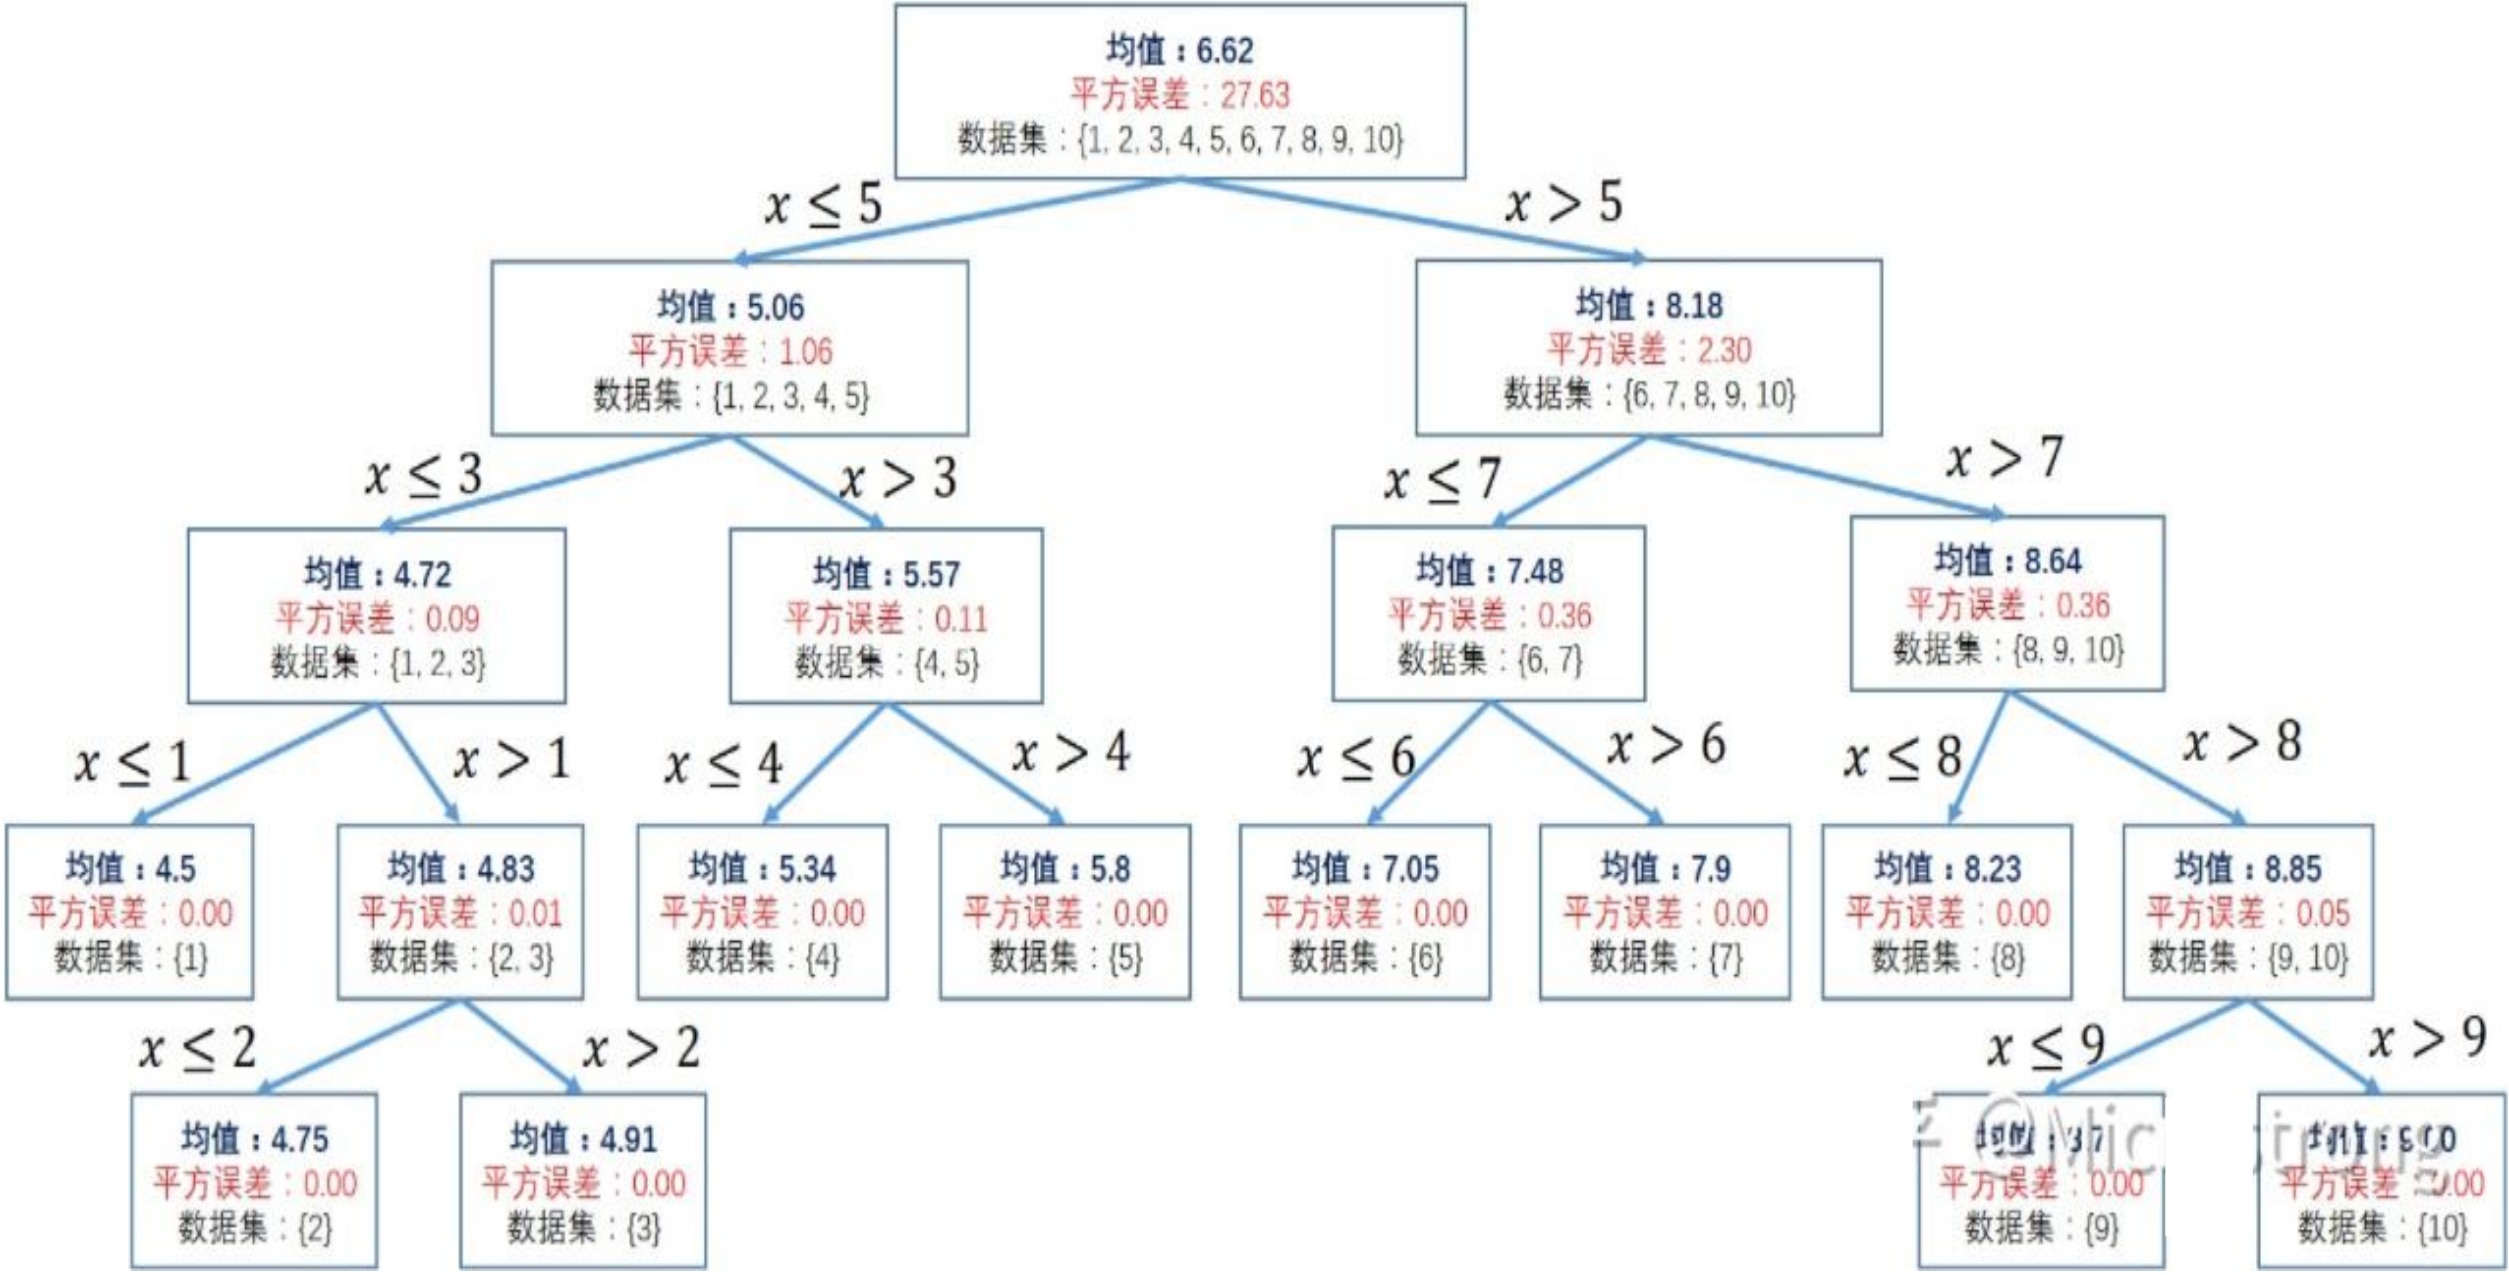 均值：6.62
平方误差：27.63
数据集：{1, 2, 3, 4, 5, 6, 7, 8, 9, 10}
x ≤ 5
x > 5
均值：5.06
平方误差：1.06
数据集：{1, 2, 3, 4, 5}
均值：8.18
平方误差：2.30
数据集：{6, 7, 8, 9, 10}
x ≤ 3
x > 3
x ≤ 7
x > 7
均值：4.72
平方误差：0.09
数据集：{1, 2, 3}
均值：5.57
平方误差：0.11
数据集：{4, 5}
均值：7.48
平方误差：0.36
数据集：{6, 7}
均值：8.64
平方误差：0.36
数据集：{8, 9, 10}
x ≤ 1
x > 1
x ≤ 4
x > 4
x ≤ 6
x > 6
x ≤ 8
x > 8
均值：4.5
平方误差：0.00
数据集：{1}
均值：4.83
平方误差：0.01
数据集：{2, 3}
均值：5.34
平方误差：0.00
数据集：{4}
均值：5.8
平方误差：0.00
数据集：{5}
均值：7.05
平方误差：0.00
数据集：{6}
均值：7.9
平方误差：0.00
数据集：{7}
均值：8.23
平方误差：0.00
数据集：{8}
均值：8.85
平方误差：0.05
数据集：{9, 10}
x ≤ 2
x > 2
x ≤ 9
x > 9
均值：4.75
平方误差：0.00
数据集：{2}
均值：4.91
平方误差：0.00
数据集：{3}
均值：
平方误差：0.00
数据集：{9}
均值：
平方误差：0.00
数据集：{10}